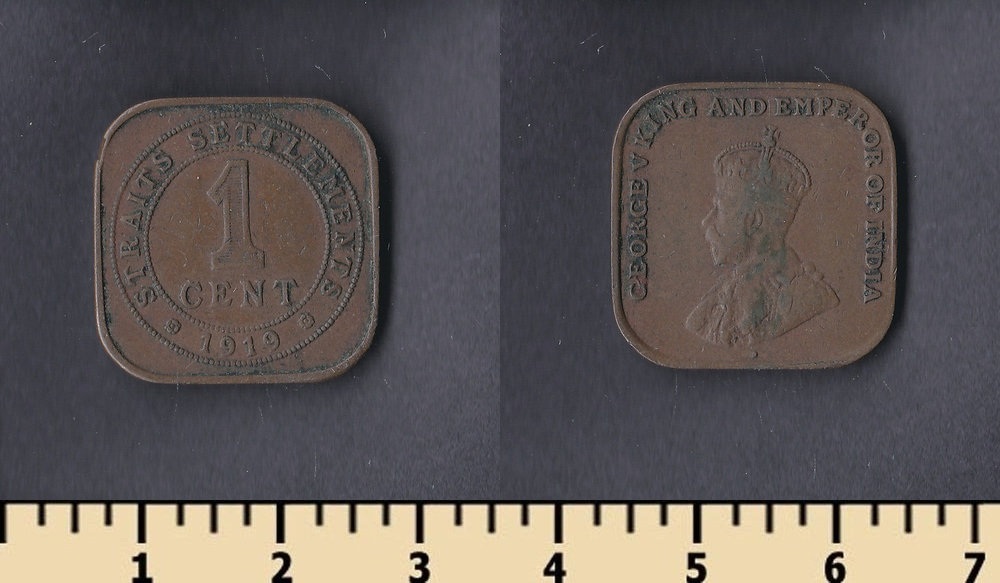 STRAITS SETTLEMENTS
1
CENT
1919
GEORGE V KING AND EMPEROR OF INDIA
1 2 3 4 5 6 7